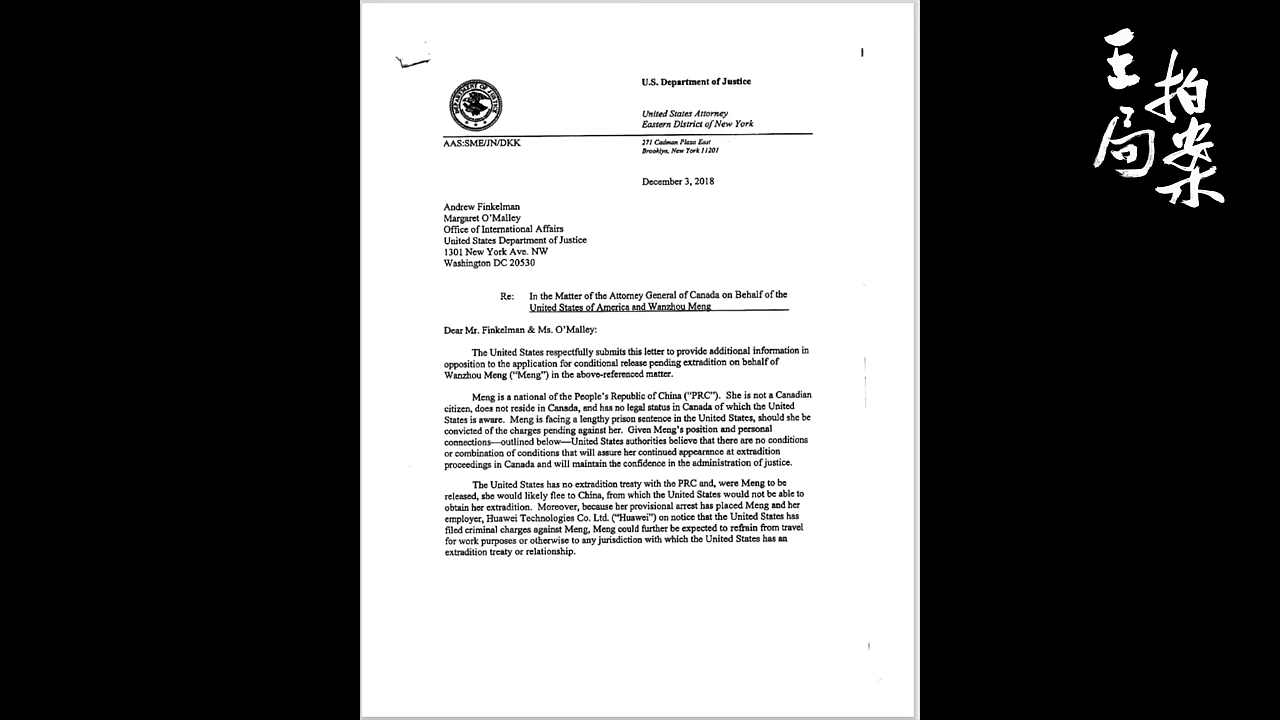 U.S. Department of Justice
United States Attorney
Eastern District of New York
AAS:SME/JN/DKK
271 Cadman Plaza East
Brooklyn, New York 11201
December 3, 2018
Andrew Finkelman
Margaret O'Malley
Office of International Affairs
United States Department of Justice
1301 New York Ave. NW
Washington DC 20530
Re: In the Matter of the Attorney General of Canada on Behalf of the
United States of America and Wanzhou Meng
Dear Mr. Finkelman & Ms. O'Malley:
The United States respectfully submits this letter to provide additional information in
opposition to the application for conditional release pending extradition on behalf of
Wanzhou Meng ("Meng") in the above-referenced matter.
Meng is a national of the People's Republic of China ("PRC"). She is not a Canadian
citizen, does not reside in Canada, and has no legal status in Canada of which the United
States is aware. Meng is facing a lengthy prison sentence in the United States, should she be
convicted of the charges pending against her. Given Meng's position and personal
connections—outlined below—United States authorities believe that there are no conditions
or combination of conditions that will assure her continued appearance at extradition
proceedings in Canada and will maintain the confidence in the administration of justice.
The United States has no extradition treaty with the PRC and, were Meng to be
released, she would likely flee to China, from which the United States would not be able to
obtain her extradition. Moreover, because her provisional arrest has placed Meng and her
employer, Huawei Technologies Co. Ltd. ("Huawei") on notice that the United States has
filed criminal charges against Meng, Meng could further be expected to refrain from travel
for work purposes or otherwise to any jurisdiction with which the United States has an
extradition treaty or relationship.
王局
拍案